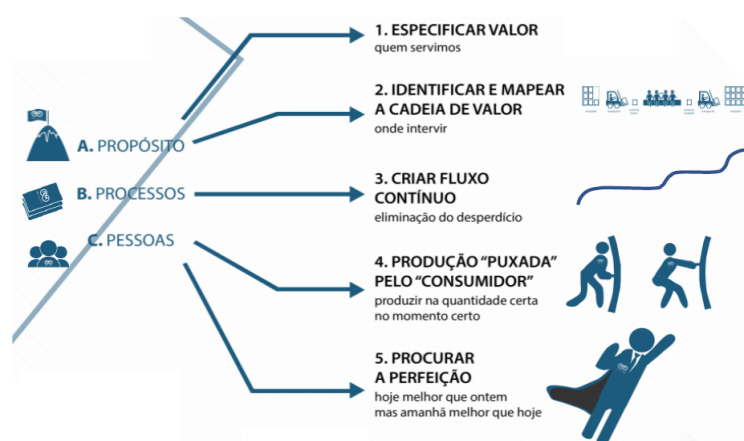 A. PROPÓSITO
B. PROCESSOS
C. PESSOAS
1. ESPECIFICAR VALOR
quem servimos
2. IDENTIFICAR E MAPEAR
A CADEIA DE VALOR
onde intervir
3. CRIAR FLUXO
CONTÍNUO
eliminação do desperdício
4. PRODUÇÃO “PUXADA”
PELO “CONSUMIDOR”
produzir na quantidade certa
no momento certo
5. PROCURAR
A PERFEIÇÃO
hoje melhor que ontem
mas amanhã melhor que hoje